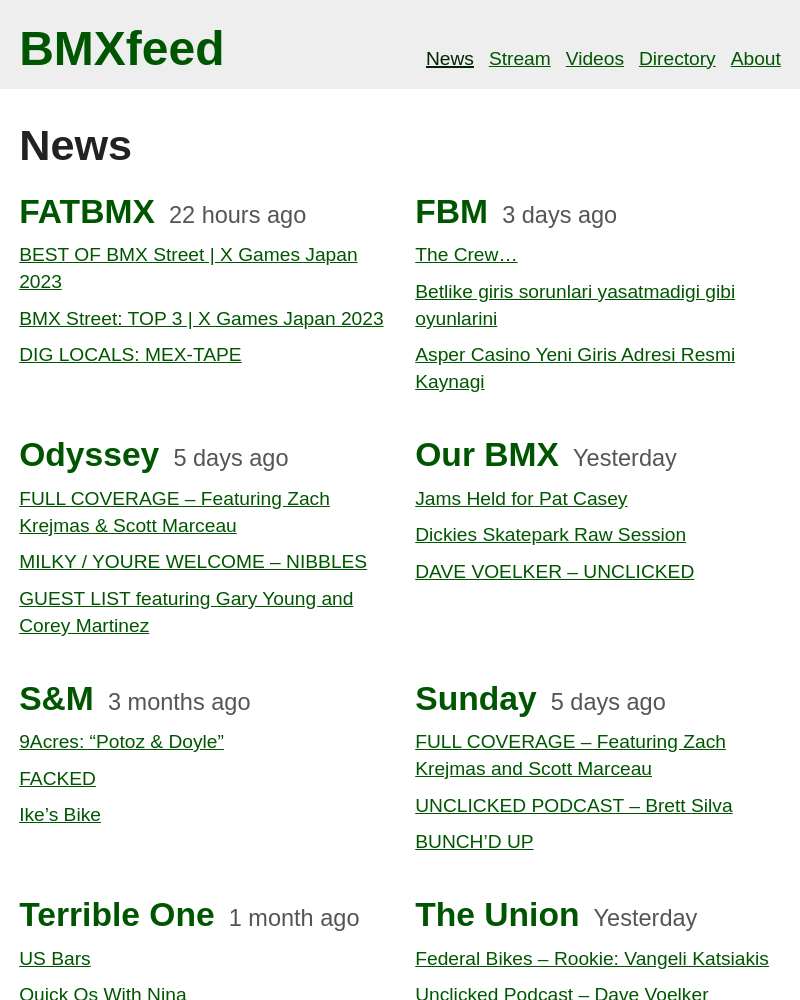 BMXfeed
News Stream Videos Directory About
News
FATBMX 22 hours ago
BEST OF BMX Street | X Games Japan
2023
BMX Street: TOP 3 | X Games Japan 2023
DIG LOCALS: MEX-TAPE
FBM 3 days ago
The Crew…
Betlike giris sorunlari yasatmadigi gibi
oyunlarini
Asper Casino Yeni Giris Adresi Resmi
Kaynagi
Odyssey 5 days ago
FULL COVERAGE – Featuring Zach
Krejmas & Scott Marceau
MILKY / YOURE WELCOME – NIBBLES
GUEST LIST featuring Gary Young and
Corey Martinez
Our BMX Yesterday
Jams Held for Pat Casey
Dickies Skatepark Raw Session
DAVE VOELKER – UNCLICKED
S&M 3 months ago
9Acres: “Potoz & Doyle”
FACKED
Ike’s Bike
Sunday 5 days ago
FULL COVERAGE – Featuring Zach
Krejmas and Scott Marceau
UNCLICKED PODCAST – Brett Silva
BUNCH’D UP
Terrible One 1 month ago
US Bars
Quick Qs With Nina
The Union Yesterday
Federal Bikes – Rookie: Vangeli Katsiakis
Unclicked Podcast – Dave Voelker